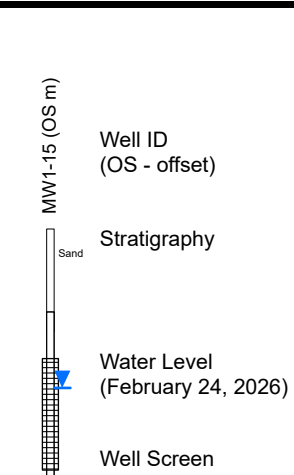 MW1-15 (OS m)
Well ID
(OS - offset)
Stratigraphy
Sand
Water Level
(February 24, 2026)
Well Screen